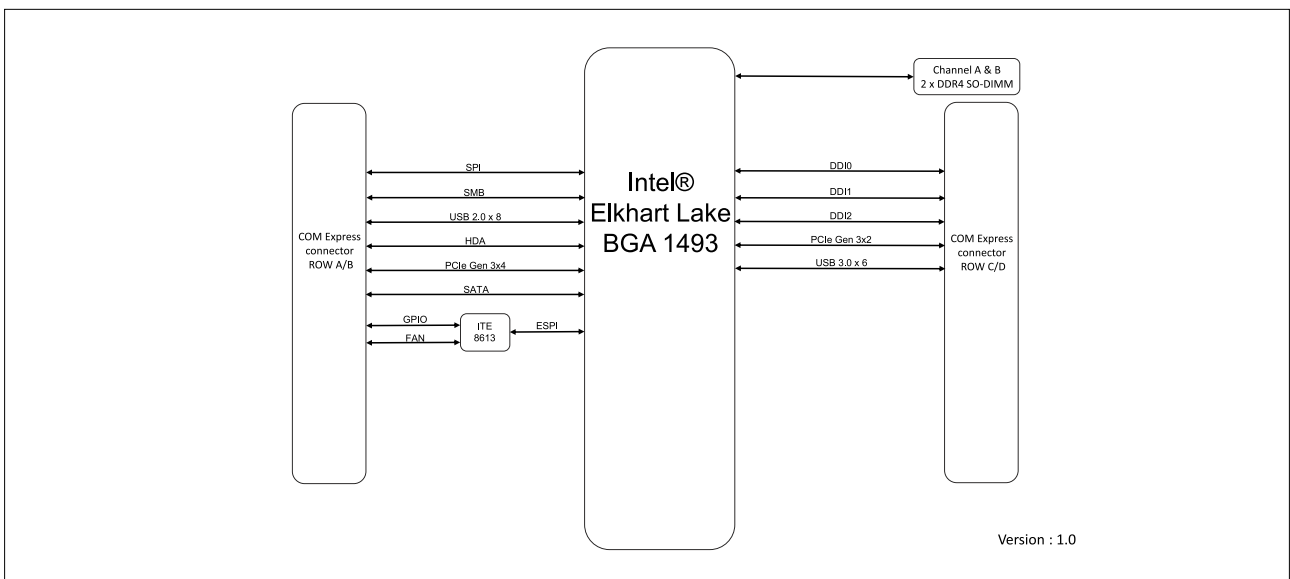 Channel A & B
2 x DDR4 SO-DIMM
SPI
SMB
USB 2.0 x 8
HDA
PCIe Gen 3x4
SATA
GPIO
FAN
ITE
8613
ESPI
COM Express
connector
ROW A/B
Intel®
Elkhart Lake
BGA 1493
DDI0
DDI1
DDI2
PCIe Gen 3x2
USB 3.0 x 6
COM Express
connector
ROW C/D
Version : 1.0